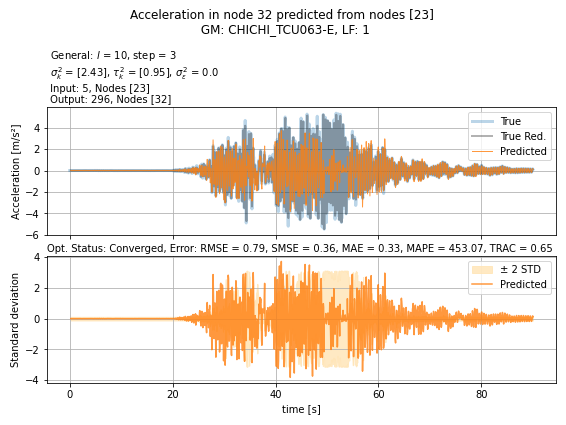 Acceleration in node 32 predicted from nodes [23]
GM: CHICHI_TCU063-E, LF: 1
General: l = 10, step = 3
σ²ₖ = [2.43], τ²ₖ = [0.95], σ²ε = 0.0
Input: 5, Nodes [23]
Output: 296, Nodes [32]
Acceleration [m/s²]
4
2
0
−2
−4
−6
True
True Red.
Predicted
Opt. Status: Converged, Error: RMSE = 0.79, SMSE = 0.36, MAE = 0.33, MAPE = 453.07, TRAC = 0.65
Standard deviation
4
2
0
−2
−4
± 2 STD
Predicted
0 20 40 60 80
time [s]